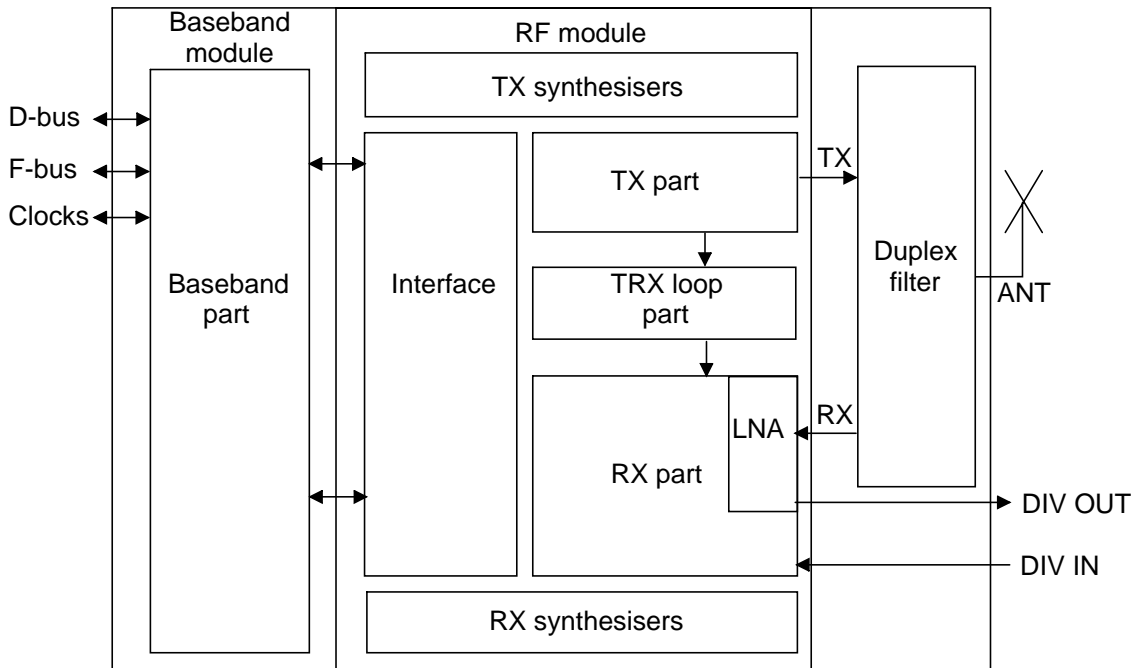 Baseband
module
RF module
TX synthesisers
D-bus
F-bus
Clocks
Baseband
part
Interface
TX part
TX
TRX loop
part
Duplex
filter
ANT
LNA
RX
RX part
DIV OUT
DIV IN
RX synthesisers